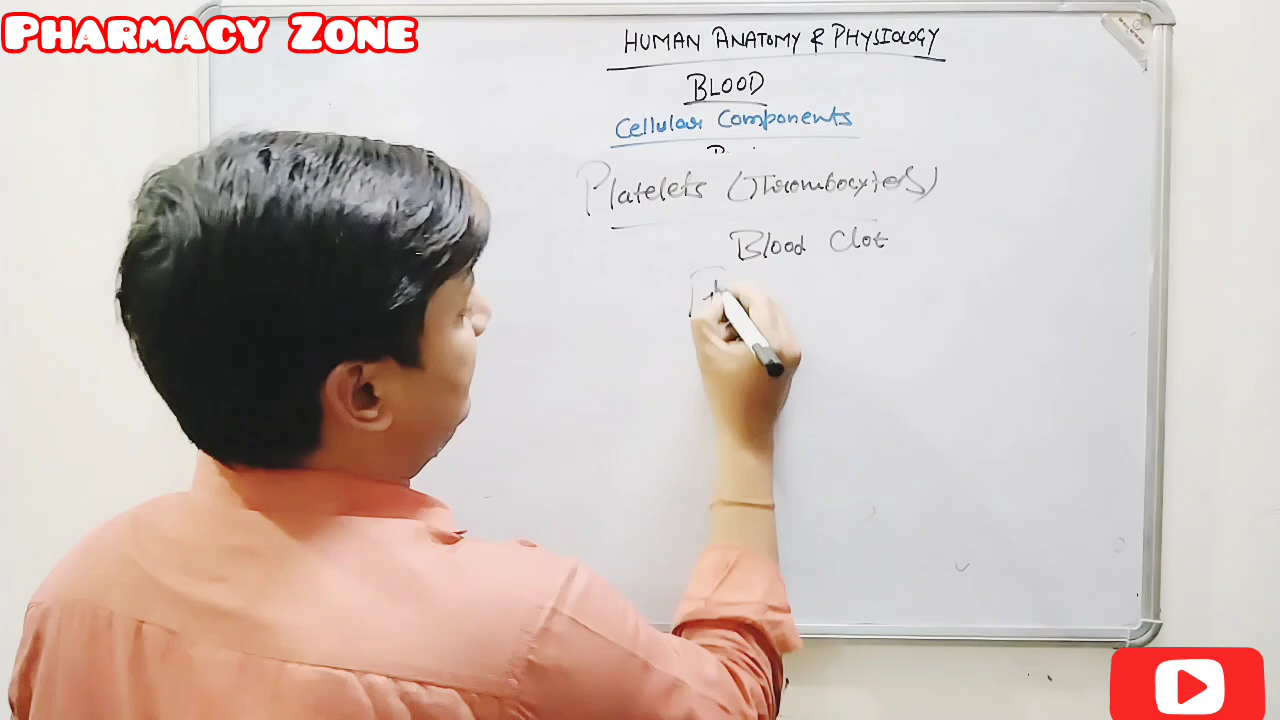 PHARMACY ZONE
HUMAN ANATOMY & PHYSIOLOGY
BLOOD
Cellular Components
Platelets (Thrombocytes)
Blood Clot